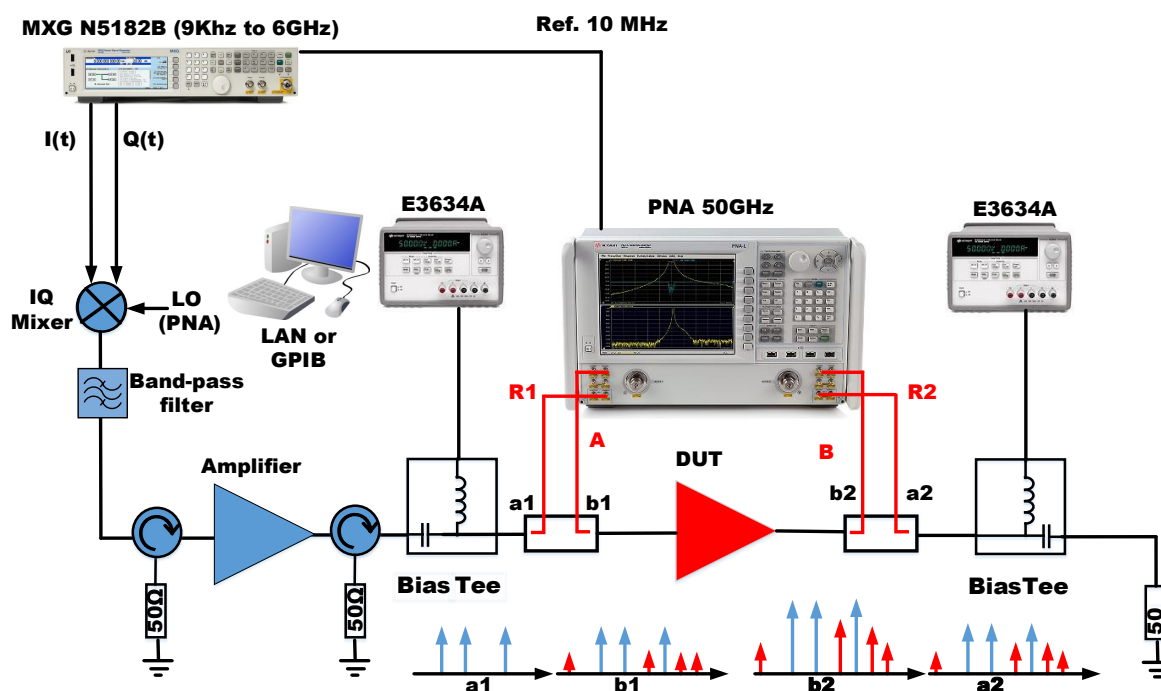 MXG N5182B (9Khz to 6GHz)
Ref. 10 MHz
I(t)
Q(t)
E3634A
PNA 50GHz
E3634A
IQ
Mixer
LO
(PNA)
LAN or
GPIB
Band-pass
filter
R1
R2
A
B
Amplifier
DUT
a1
b1
b2
a2
50Ω
50Ω
Bias Tee
BiasTee
50
a1
b1
b2
a2